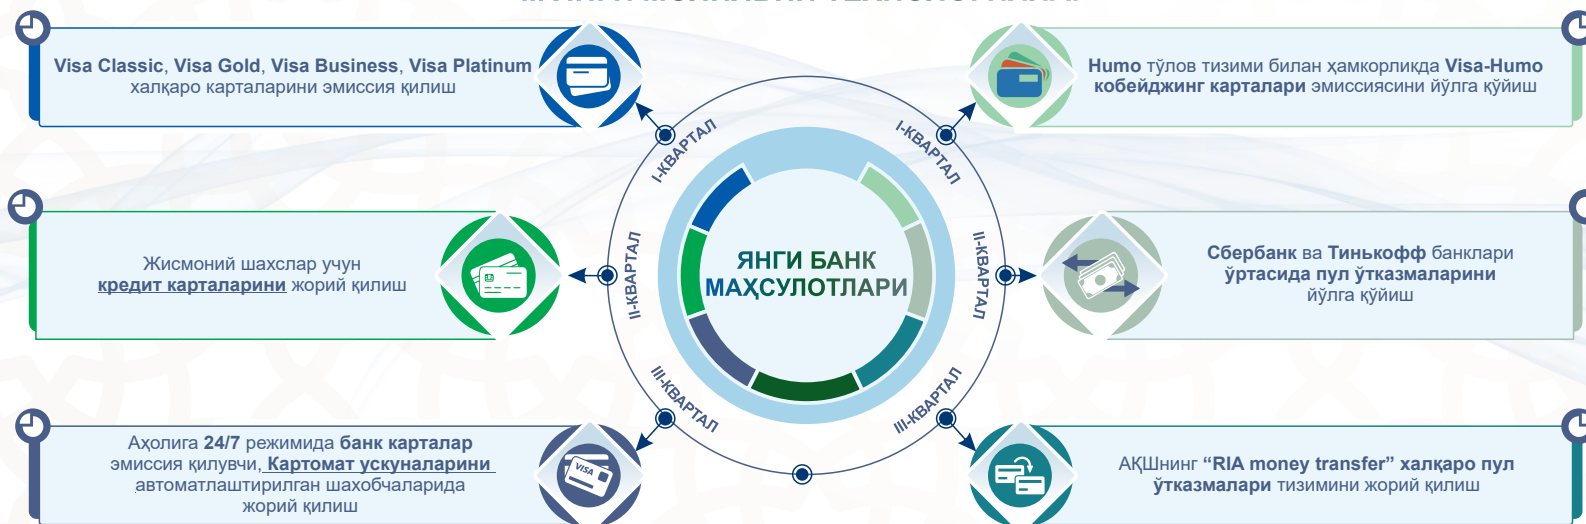 Visa Classic, Visa Gold, Visa Business, Visa Platinum
халқаро карталарини эмиссия қилиш
Humo тўлов тизими билан ҳамкорликда Visa-Humo
кобейджинг карталари эмиссиясини йўлга қўйиш
I-КВАРТАЛ
I-КВАРТАЛ
Жисмоний шахслар учун
кредит карталарини жорий қилиш
II-КВАРТАЛ
ЯНГИ БАНК
МАҲСУЛОТЛАРИ
II-КВАРТАЛ
Сбербанк ва Тинькофф банклари
ўртасида пул ўтказмаларини
йўлга қўйиш
III-КВАРТАЛ
III-КВАРТАЛ
Аҳолига 24/7 режимида банк карталар
эмиссия қилувчи, Картомат ускуналарини
автоматлаштирилган шахобчаларида
жорий қилиш
VISA
АҚШнинг “RIA money transfer” халқаро пул
ўтказмалари тизимини жорий қилиш